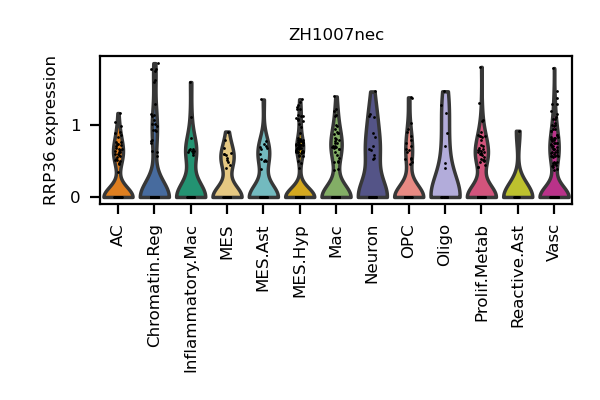 ZH1007nec
RRP36 expression
1
0
AC
Chromatin.Reg
Inflammatory.Mac
MES
MES.Ast
MES.Hyp
Mac
Neuron
OPC
Oligo
Prolif.Metab
Reactive.Ast
Vasc